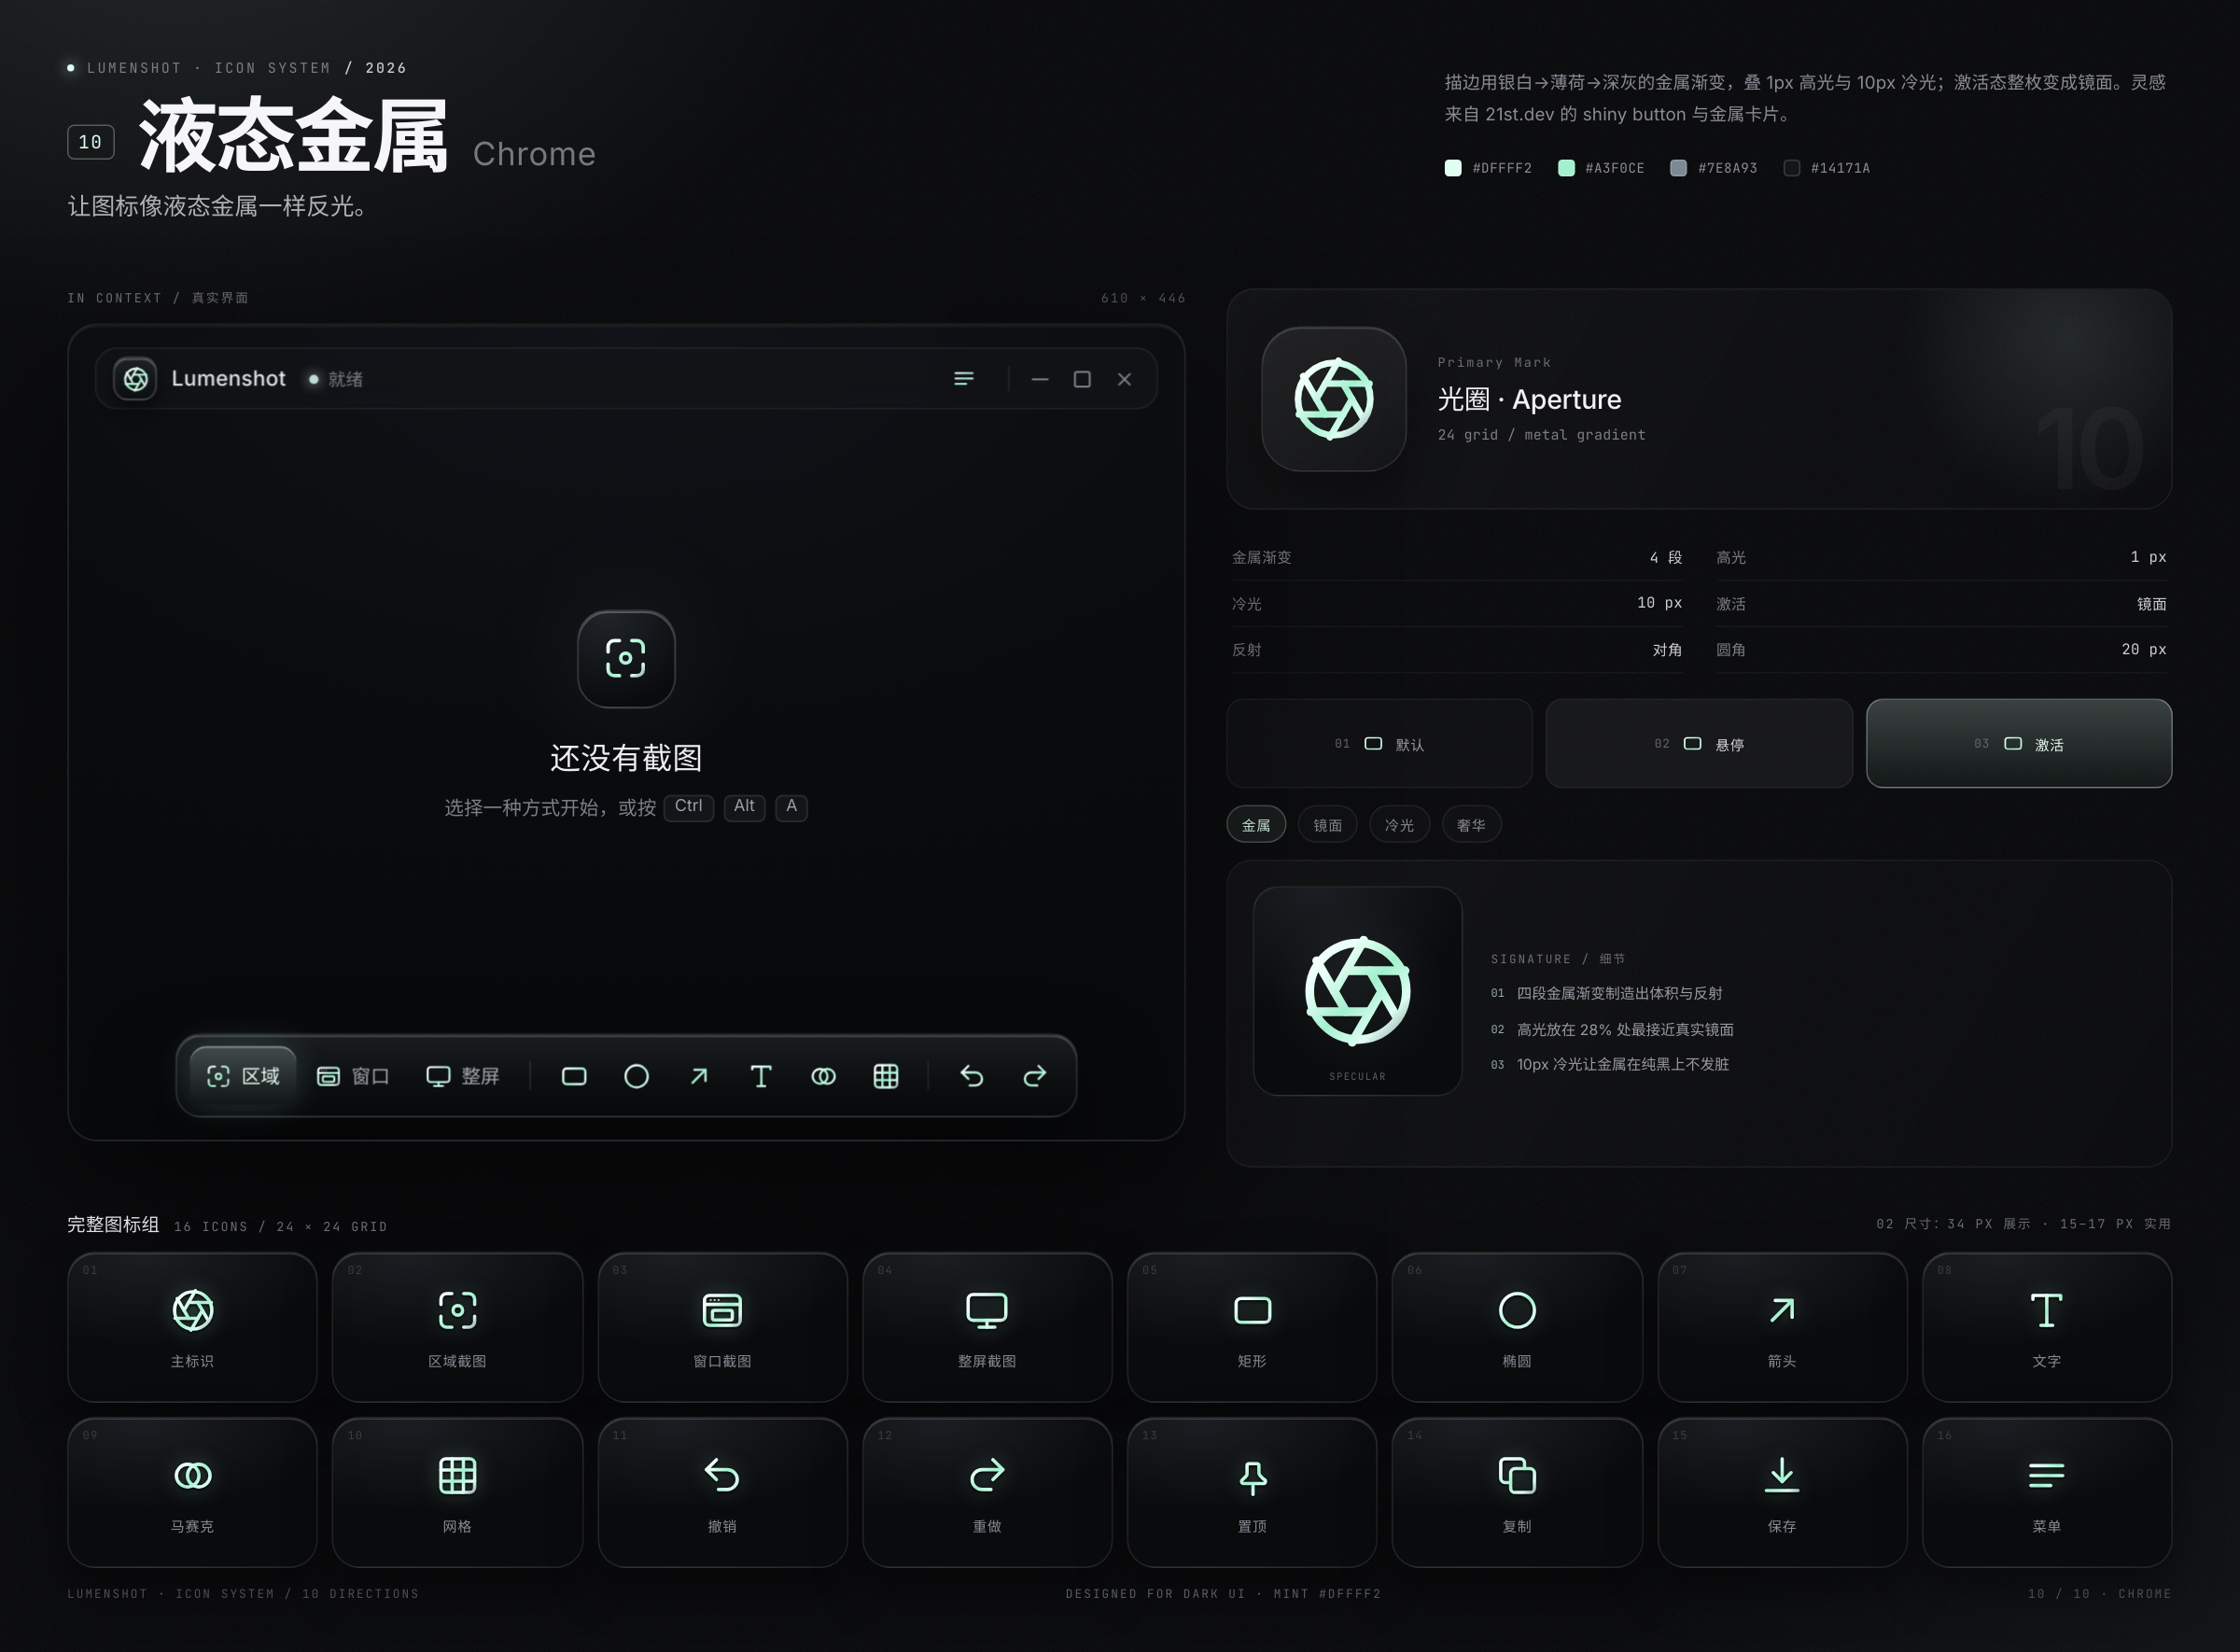 LUMENSHOT · ICON SYSTEM / 2026
10 液态金属 Chrome
让图标像液态金属一样反光。
描边用银白→薄荷→深灰的金属渐变，叠 1px 高光与 10px 冷光；激活态整枚变成镜面。灵感
来自 21st.dev 的 shiny button 与金属卡片。
#DFFFF2 #A3F0CE #7E8A93 #14171A
IN CONTEXT / 真实界面 610 × 446
Lumenshot 就绪
还没有截图
选择一种方式开始，或按 Ctrl Alt A
区域 窗口 整屏
Primary Mark
光圈 · Aperture
24 grid / metal gradient
10
金属渐变 4 段 高光 1 px
冷光 10 px 激活 镜面
反射 对角 圆角 20 px
01 默认 02 悬停 03 激活
金属 镜面 冷光 奢华
SPECULAR
SIGNATURE / 细节
01 四段金属渐变制造出体积与反射
02 高光放在 28% 处最接近真实镜面
03 10px 冷光让金属在纯黑上不发脏
完整图标组 16 ICONS / 24 × 24 GRID 02 尺寸：34 PX 展示 · 15–17 PX 实用
01 02 03 04 05 06 07 08
主标识 区域截图 窗口截图 整屏截图 矩形 椭圆 箭头 文字
09 10 11 12 13 14 15 16
马赛克 网格 撤销 重做 置顶 复制 保存 菜单
LUMENSHOT · ICON SYSTEM / 10 DIRECTIONS DESIGNED FOR DARK UI · MINT #DFFFF2 10 / 10 · CHROME